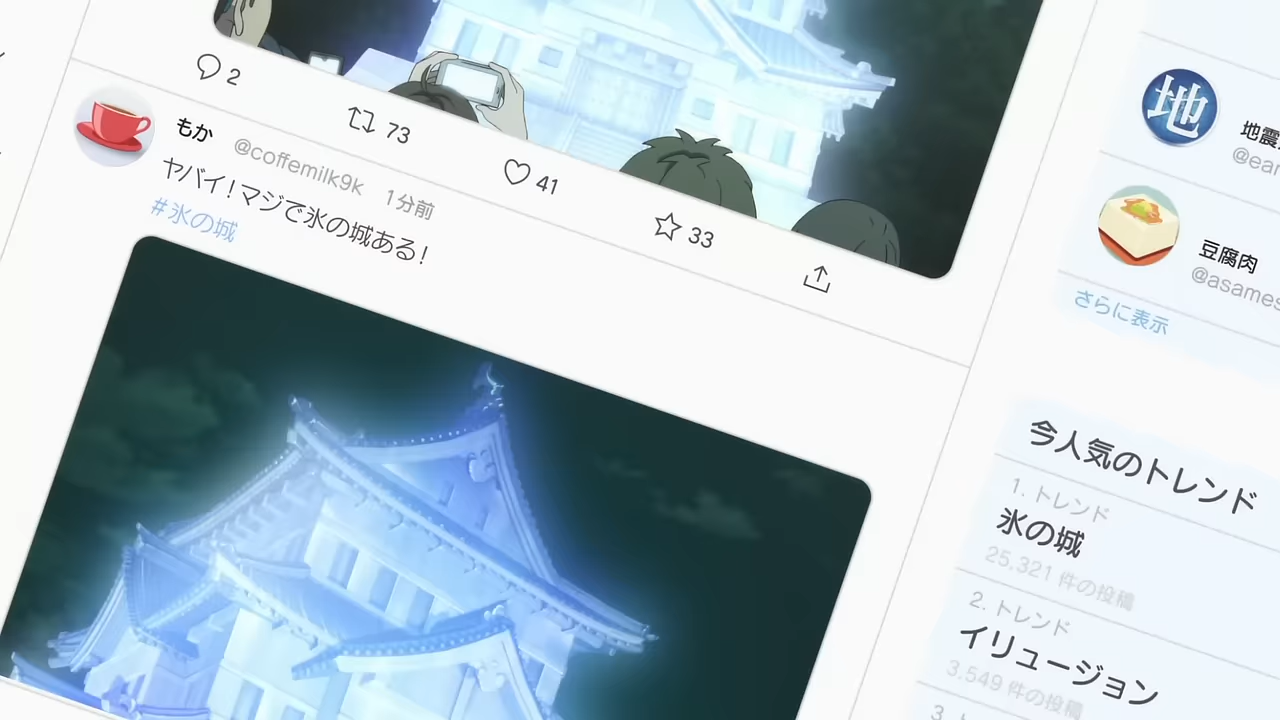 2
73
41
33
もか @coffemilk9k 1分前
ヤバイ！マジで氷の城ある！
#氷の城
地
地震
@ear
豆腐肉
@asames
さらに表示
今人気のトレンド
1. トレンド
氷の城
25,321 件の投稿
2. トレンド
イリュージョン
3,549 件の投稿
3. ト